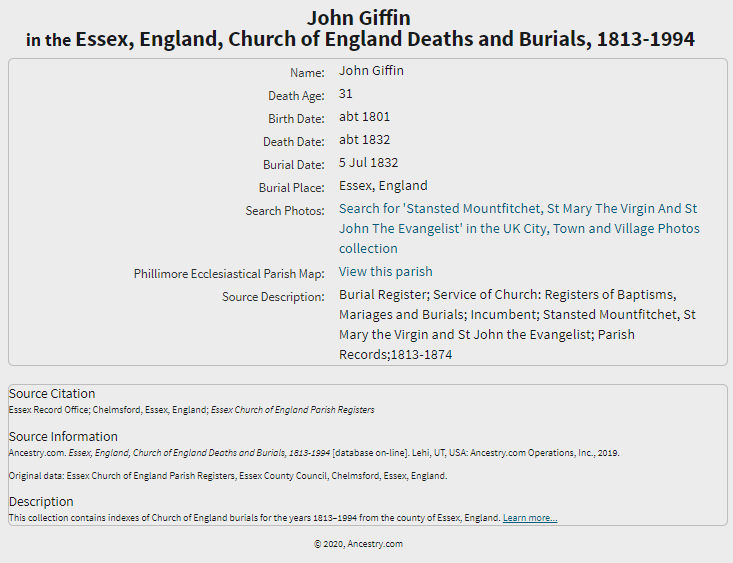 John Giffin
in the Essex, England, Church of England Deaths and Burials, 1813-1994
Name: John Giffin
Death Age: 31
Birth Date: abt 1801
Death Date: abt 1832
Burial Date: 5 Jul 1832
Burial Place: Essex, England
Search Photos: Search for 'Stansted Mountfitchet, St Mary The Virgin And St
John The Evangelist' in the UK City, Town and Village Photos
collection
Phillimore Ecclesiastical Parish Map: View this parish
Source Description: Burial Register; Service of Church: Registers of Baptisms,
Mariages and Burials; Incumbent; Stansted Mountfitchet, St
Mary the Virgin and St John the Evangelist; Parish
Records;1813-1874
Source Citation
Essex Record Office; Chelmsford, Essex, England; Essex Church of England Parish Registers
Source Information
Ancestry.com. Essex, England, Church of England Deaths and Burials, 1813-1994 [database on-line]. Lehi, UT, USA: Ancestry.com Operations, Inc., 2019.
Original data: Essex Church of England Parish Registers, Essex County Council, Chelmsford, Essex, England.
Description
This collection contains indexes of Church of England burials for the years 1813–1994 from the county of Essex, England. Learn more...
© 2020, Ancestry.com